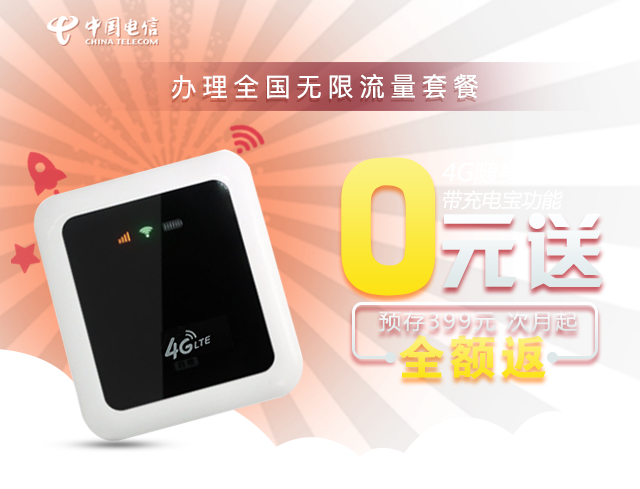 中国电信
CHINA TELECOM
办理全国无限流量套餐
带充电宝功能
0元送
预存399元 次月起
全额返
4G LTE